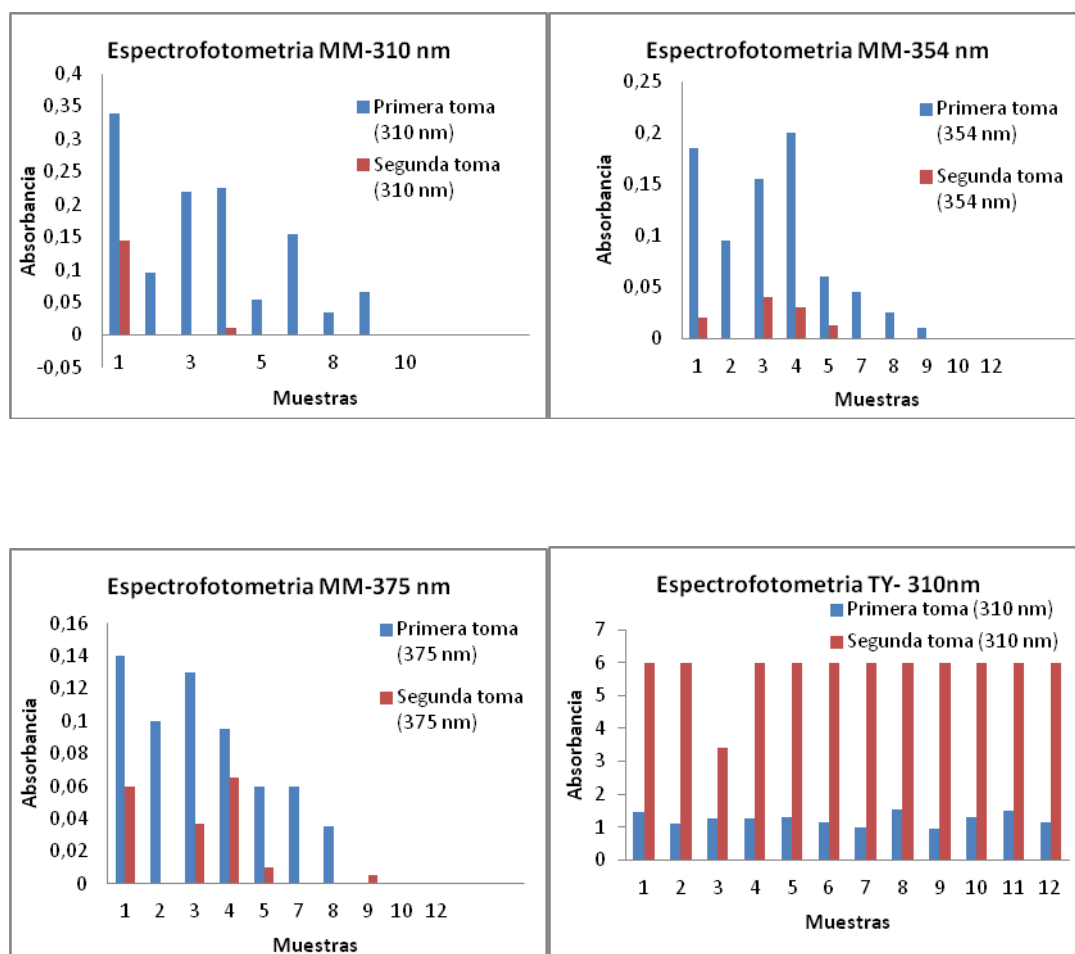 Espectrofotometria MM-310 nm
0,4
0,35
0,3
0,25
0,2
0,15
0,1
0,05
0
-0,05
Absorbancia
Primera toma
(310 nm)
Segunda toma
(310 nm)
1 3 5 8 10
Muestras
Espectrofotometria MM-354 nm
0,25
0,2
0,15
0,1
0,05
0
Absorbancia
Primera toma
(354 nm)
Segunda toma
(354 nm)
1 2 3 4 5 7 8 9 10 12
Muestras
Espectrofotometria MM-375 nm
0,16
0,14
0,12
0,1
0,08
0,06
0,04
0,02
0
Absorbancia
Primera toma
(375 nm)
Segunda toma
(375 nm)
1 2 3 4 5 7 8 9 10 12
Muestras
Espectrofotometria TY- 310nm
Primera toma (310 nm)
Segunda toma (310 nm)
7
6
5
4
3
2
1
0
Absorbancia
1 2 3 4 5 6 7 8 9 10 11 12
Muestras